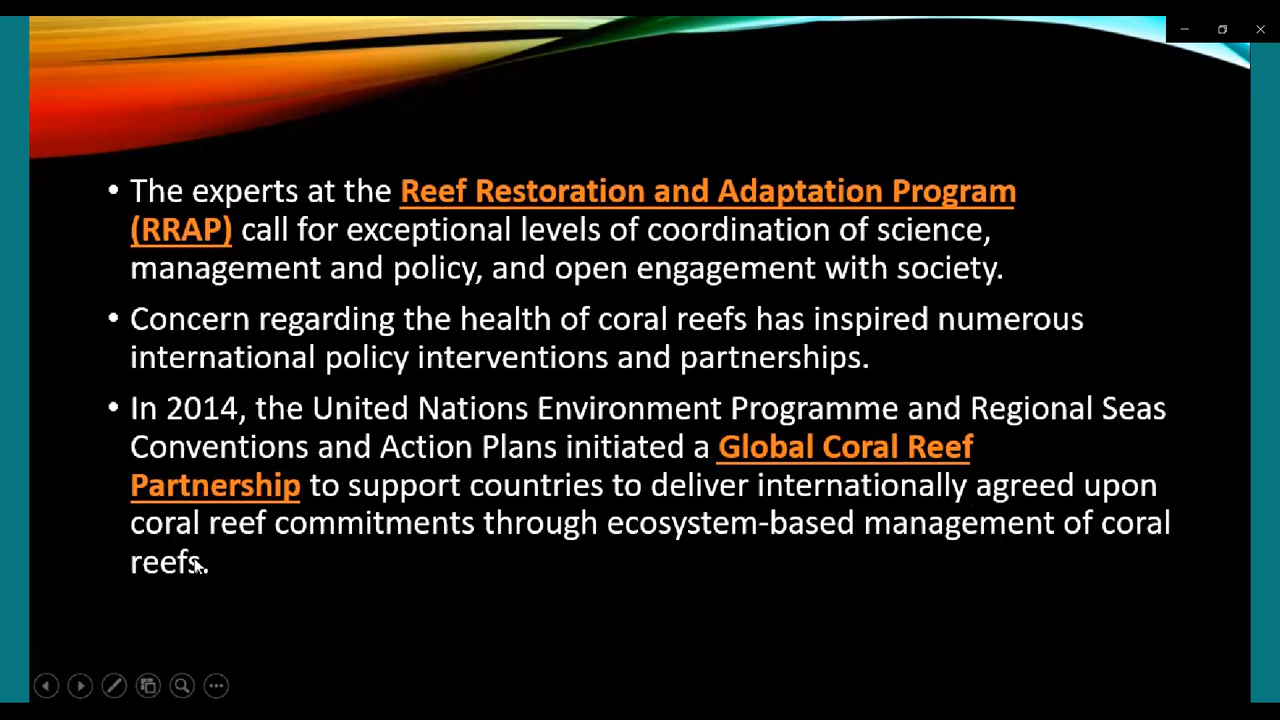 • The experts at the Reef Restoration and Adaptation Program
(RRAP) call for exceptional levels of coordination of science,
management and policy, and open engagement with society.
• Concern regarding the health of coral reefs has inspired numerous
international policy interventions and partnerships.
• In 2014, the United Nations Environment Programme and Regional Seas
Conventions and Action Plans initiated a Global Coral Reef
Partnership to support countries to deliver internationally agreed upon
coral reef commitments through ecosystem-based management of coral
reefs.